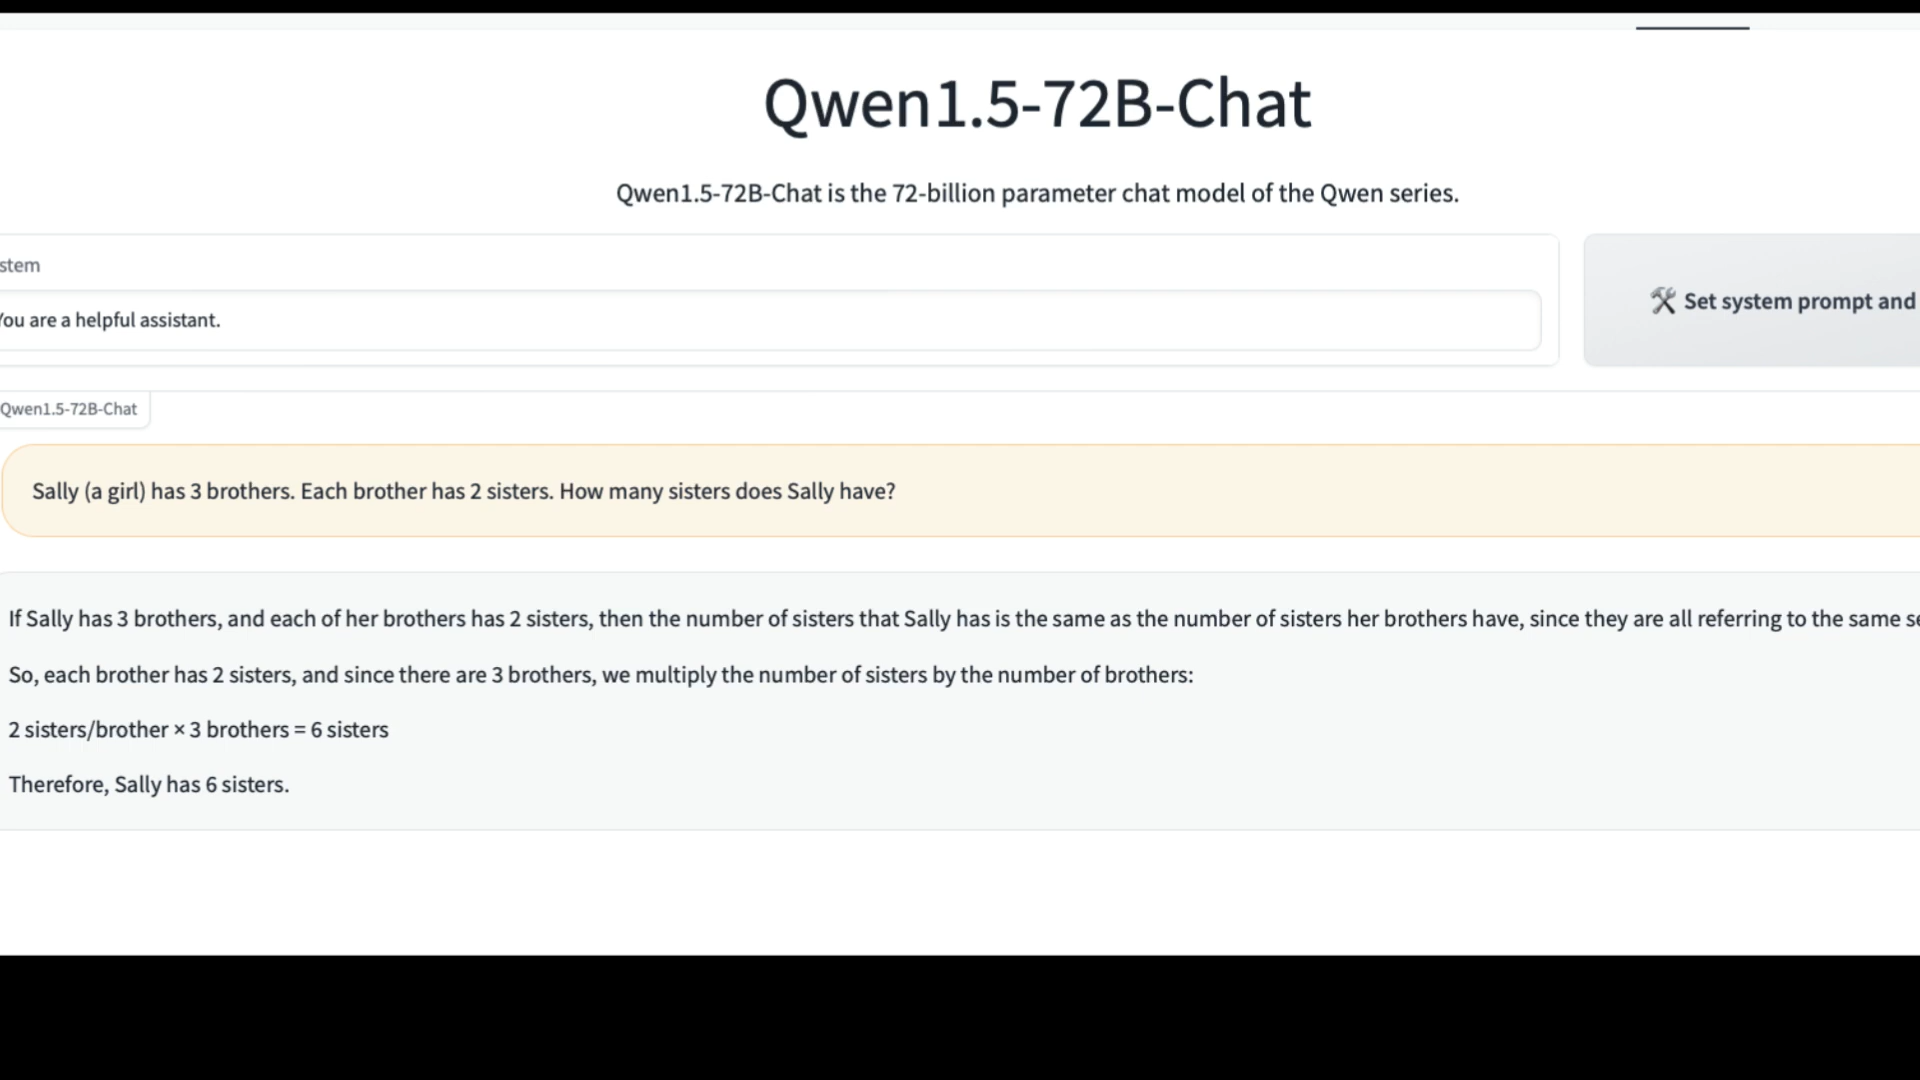 Qwen1.5-72B-Chat
Qwen1.5-72B-Chat is the 72-billion parameter chat model of the Qwen series.
stem
You are a helpful assistant.
🛠 Set system prompt and
Qwen1.5-72B-Chat
Sally (a girl) has 3 brothers. Each brother has 2 sisters. How many sisters does Sally have?
If Sally has 3 brothers, and each of her brothers has 2 sisters, then the number of sisters that Sally has is the same as the number of sisters her brothers have, since they are all referring to the same
So, each brother has 2 sisters, and since there are 3 brothers, we multiply the number of sisters by the number of brothers:
2 sisters/brother × 3 brothers = 6 sisters
Therefore, Sally has 6 sisters.